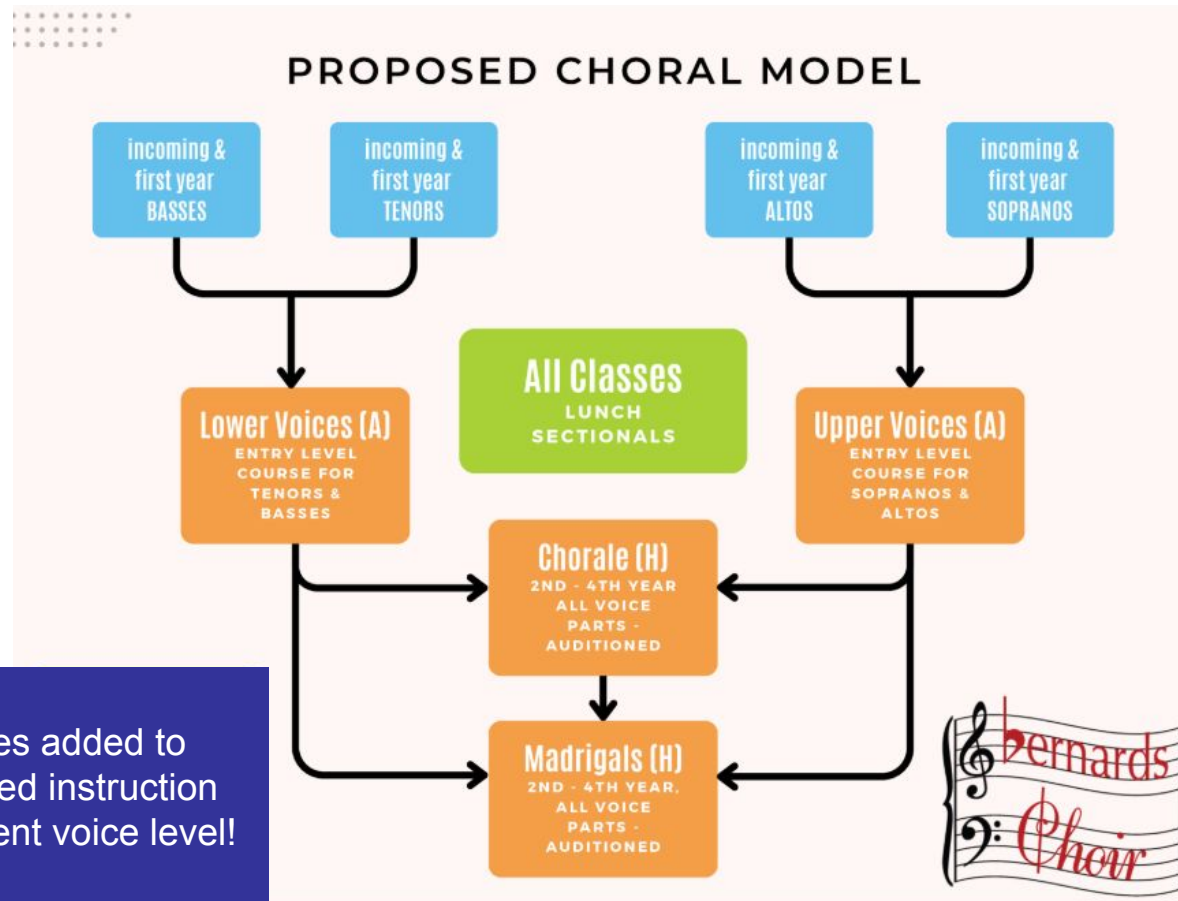 PROPOSED CHORAL MODEL
incoming &
first year
BASSES
incoming &
first year
TENORS
incoming &
first year
ALTOS
incoming &
first year
SOPRANOS
All Classes
LUNCH
SECTIONALS
Lower Voices (A)
ENTRY LEVEL
COURSE FOR
TENORS &
BASSES
Upper Voices (A)
ENTRY LEVEL
COURSE FOR
SOPRANOS &
ALTOS
Chorale (H)
2ND - 4TH YEAR
ALL VOICE
PARTS -
AUDITIONED
Madrigals (H)
2ND - 4TH YEAR,
ALL VOICE
PARTS -
AUDITIONED
added to
instruction
voice level!
bernards
Choir